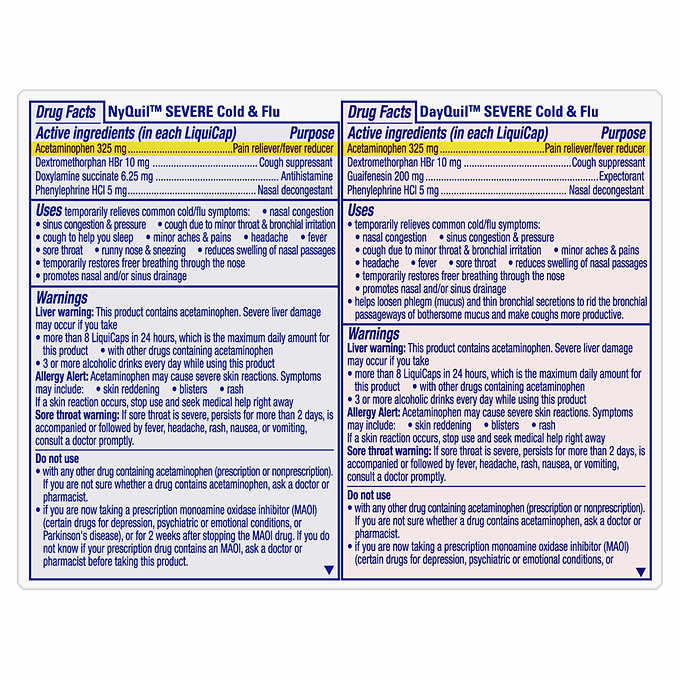 Drug Facts NyQuil™ SEVERE Cold & Flu
Active ingredients (in each LiquiCap) Purpose
Acetaminophen 325 mg........................................Pain reliever/fever reducer
Dextromethorphan HBr 10 mg ........................................ Cough suppressant
Doxylamine succinate 6.25 mg ........................................ Antihistamine
Phenylephrine HCl 5 mg........................................ Nasal decongestant
Uses temporarily relieves common cold/flu symptoms: • nasal congestion
• sinus congestion & pressure • cough due to minor throat & bronchial irritation
• cough to help you sleep • minor aches & pains • headache • fever
• sore throat • runny nose & sneezing • reduces swelling of nasal passages
• temporarily restores freer breathing through the nose
• promotes nasal and/or sinus drainage
Warnings
Liver warning: This product contains acetaminophen. Severe liver damage
may occur if you take
• more than 8 LiquiCaps in 24 hours, which is the maximum daily amount for
this product • with other drugs containing acetaminophen
• 3 or more alcoholic drinks every day while using this product
Allergy Alert: Acetaminophen may cause severe skin reactions. Symptoms
may include: • skin reddening • blisters • rash
If a skin reaction occurs, stop use and seek medical help right away
Sore throat warning: If sore throat is severe, persists for more than 2 days, is
accompanied or followed by fever, headache, rash, nausea, or vomiting,
consult a doctor promptly.
Do not use
• with any other drug containing acetaminophen (prescription or nonprescription).
If you are not sure whether a drug contains acetaminophen, ask a doctor or
pharmacist.
• if you are now taking a prescription monoamine oxidase inhibitor (MAOI)
(certain drugs for depression, psychiatric or emotional conditions, or
Parkinson's disease), or for 2 weeks after stopping the MAOI drug. If you do
not know if your prescription drug contains an MAOI, ask a doctor or
pharmacist before taking this product.
Drug Facts DayQuil™ SEVERE Cold & Flu
Active ingredients (in each LiquiCap) Purpose
Acetaminophen 325 mg........................................Pain reliever/fever reducer
Dextromethorphan HBr 10 mg ........................................Cough suppressant
Guaifenesin 200 mg........................................Expectorant
Phenylephrine HCl 5 mg........................................ Nasal decongestant
Uses
• temporarily relieves common cold/flu symptoms:
• nasal congestion • sinus congestion & pressure
• cough due to minor throat & bronchial irritation • minor aches & pains
• headache • fever • sore throat • reduces swelling of nasal passages
• temporarily restores freer breathing through the nose
• promotes nasal and/or sinus drainage
• helps loosen phlegm (mucus) and thin bronchial secretions to rid the bronchial
passageways of bothersome mucus and make coughs more productive.
Warnings
Liver warning: This product contains acetaminophen. Severe liver damage
may occur if you take
• more than 8 LiquiCaps in 24 hours, which is the maximum daily amount for
this product • with other drugs containing acetaminophen
• 3 or more alcoholic drinks every day while using this product
Allergy Alert: Acetaminophen may cause severe skin reactions. Symptoms
may include: • skin reddening • blisters • rash
If a skin reaction occurs, stop use and seek medical help right away
Sore throat warning: If sore throat is severe, persists for more than 2 days, is
accompanied or followed by fever, headache, rash, nausea, or vomiting,
consult a doctor promptly.
Do not use
• with any other drug containing acetaminophen (prescription or nonprescription).
If you are not sure whether a drug contains acetaminophen, ask a doctor or
pharmacist.
• if you are now taking a prescription monoamine oxidase inhibitor (MAOI)
(certain drugs for depression, psychiatric or emotional conditions, or